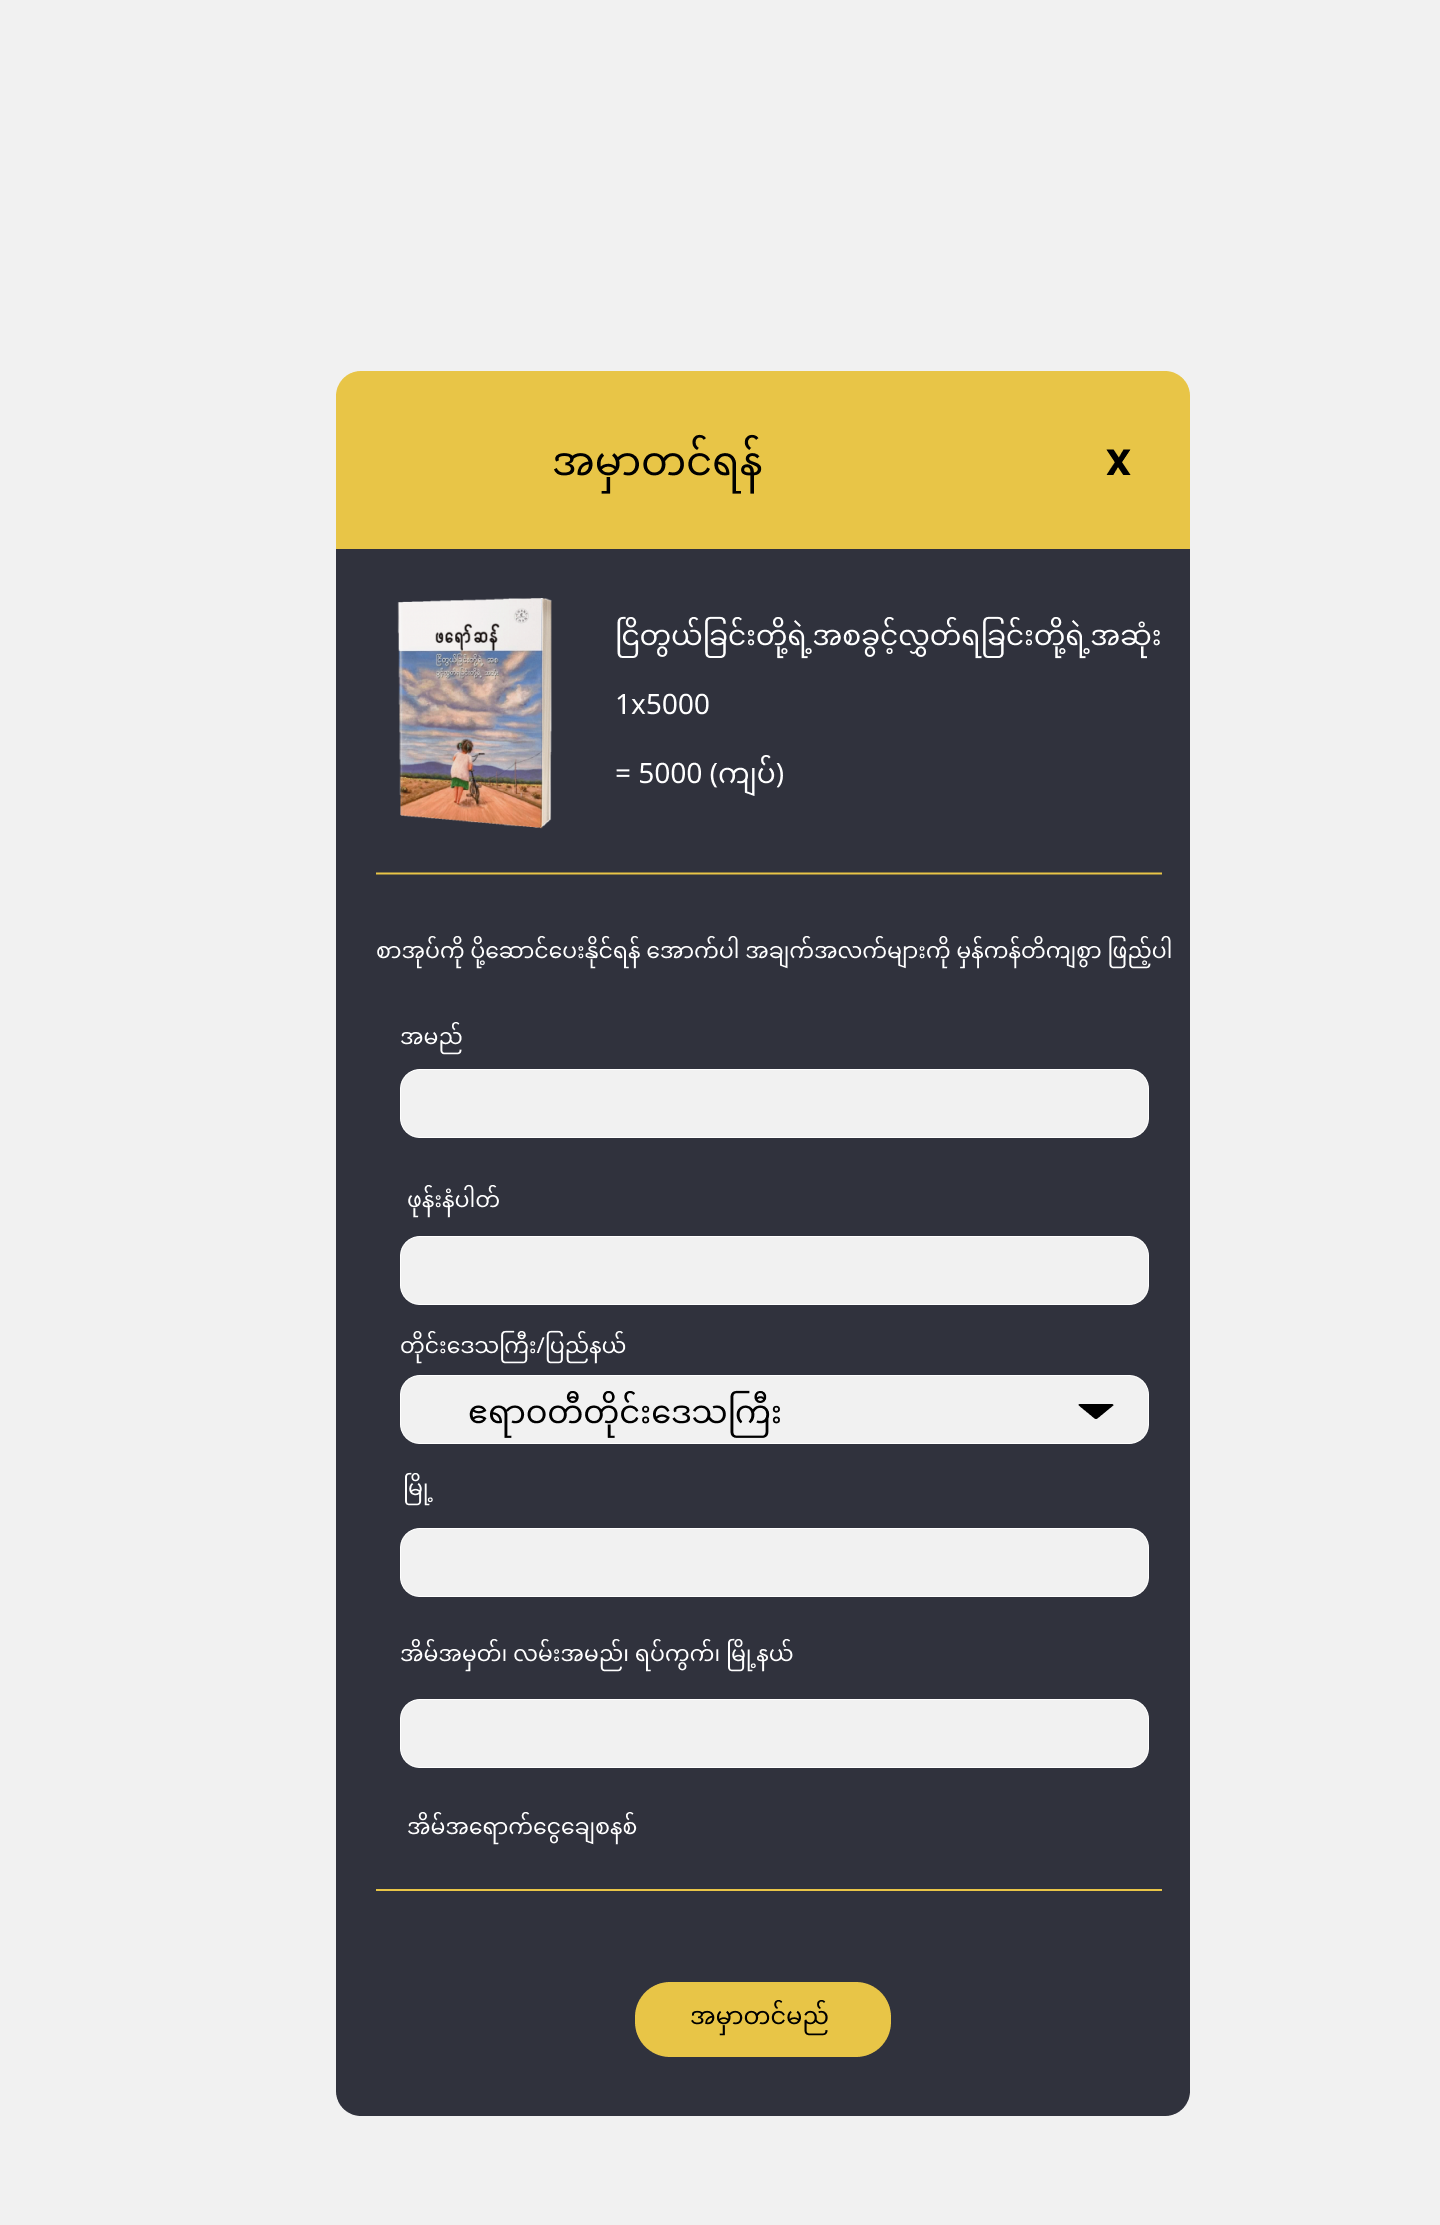 အမှာတင်ရန်
x
ဖရော်ဆန်
ငြိတွယ်ခြင်းတို့ရဲ့အစခွင့်လွှတ်ရခြင်းတို့ရဲ့အဆုံး
1x5000
= 5000 (ကျပ်)
စာအုပ်ကို ပို့ဆောင်ပေးနိုင်ရန် အောက်ပါ အချက်အလက်များကို မှန်ကန်တိကျစွာ ဖြည့်ပါ
အမည်
ဖုန်းနံပါတ်
တိုင်းဒေသကြီး/ပြည်နယ်
ဧရာဝတီတိုင်းဒေသကြီး
မြို့
အိမ်အမှတ်၊ လမ်းအမည်၊ ရပ်ကွက်၊ မြို့နယ်
အိမ်အရောက်ငွေချေစနစ်
အမှာတင်မည်